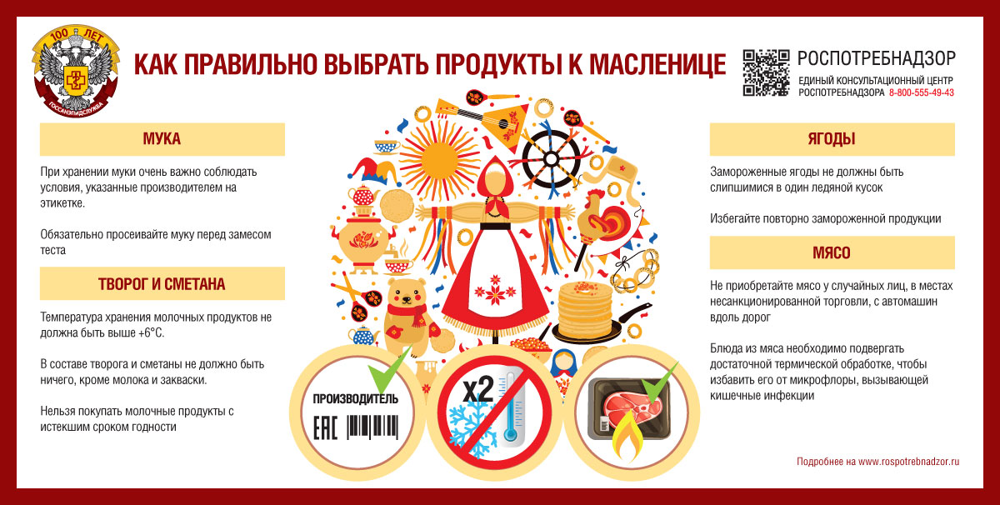 100 ЛЕТ
ГОССАНЭПИДСЛУЖБА
КАК ПРАВИЛЬНО ВЫБРАТЬ ПРОДУКТЫ К МАСЛЕНИЦЕ
РОСПОТРЕБНАДЗОР
ЕДИНЫЙ КОНСУЛЬТАЦИОННЫЙ ЦЕНТР
РОСПОТРЕБНАДЗОРА 8-800-555-49-43
МУКА
При хранении муки очень важно соблюдать
условия, указанные производителем на
этикетке.
Обязательно просеивайте муку перед замесом
теста
ТВОРОГ И СМЕТАНА
Температура хранения молочных продуктов не
должна быть выше +6°С.
В составе творога и сметаны не должно быть
ничего, кроме молока и закваски.
Нельзя покупать молочные продукты с
истекшим сроком годности
ПРОИЗВОДИТЕЛЬ
EAC
x2
ЯГОДЫ
Замороженные ягоды не должны быть
слипшимися в один ледяной кусок
Избегайте повторно замороженной продукции
МЯСО
Не приобретайте мясо у случайных лиц, в местах
несанкционированной торговли, с автомашин
вдоль дорог
Блюда из мяса необходимо подвергать
достаточной термической обработке, чтобы
избавить его от микрофлоры, вызывающей
кишечные инфекции
Подробнее на www.rospotrebnadzor.ru